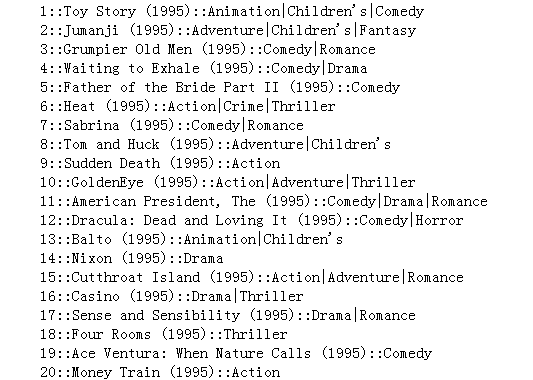 1::Toy Story (1995)::Animation|Children's|Comedy
2::Jumanji (1995)::Adventure|Children's|Fantasy
3::Grumpier Old Men (1995)::Comedy|Romance
4::Waiting to Exhale (1995)::Comedy|Drama
5::Father of the Bride Part II (1995)::Comedy
6::Heat (1995)::Action|Crime|Thriller
7::Sabrina (1995)::Comedy|Romance
8::Tom and Huck (1995)::Adventure|Children's
9::Sudden Death (1995)::Action
10::GoldenEye (1995)::Action|Adventure|Thriller
11::American President, The (1995)::Comedy|Drama|Romance
12::Dracula: Dead and Loving It (1995)::Comedy|Horror
13::Balto (1995)::Animation|Children's
14::Nixon (1995)::Drama
15::Cutthroat Island (1995)::Action|Adventure|Romance
16::Casino (1995)::Drama|Thriller
17::Sense and Sensibility (1995)::Drama|Romance
18::Four Rooms (1995)::Thriller
19::Ace Ventura: When Nature Calls (1995)::Comedy
20::Money Train (1995)::Action